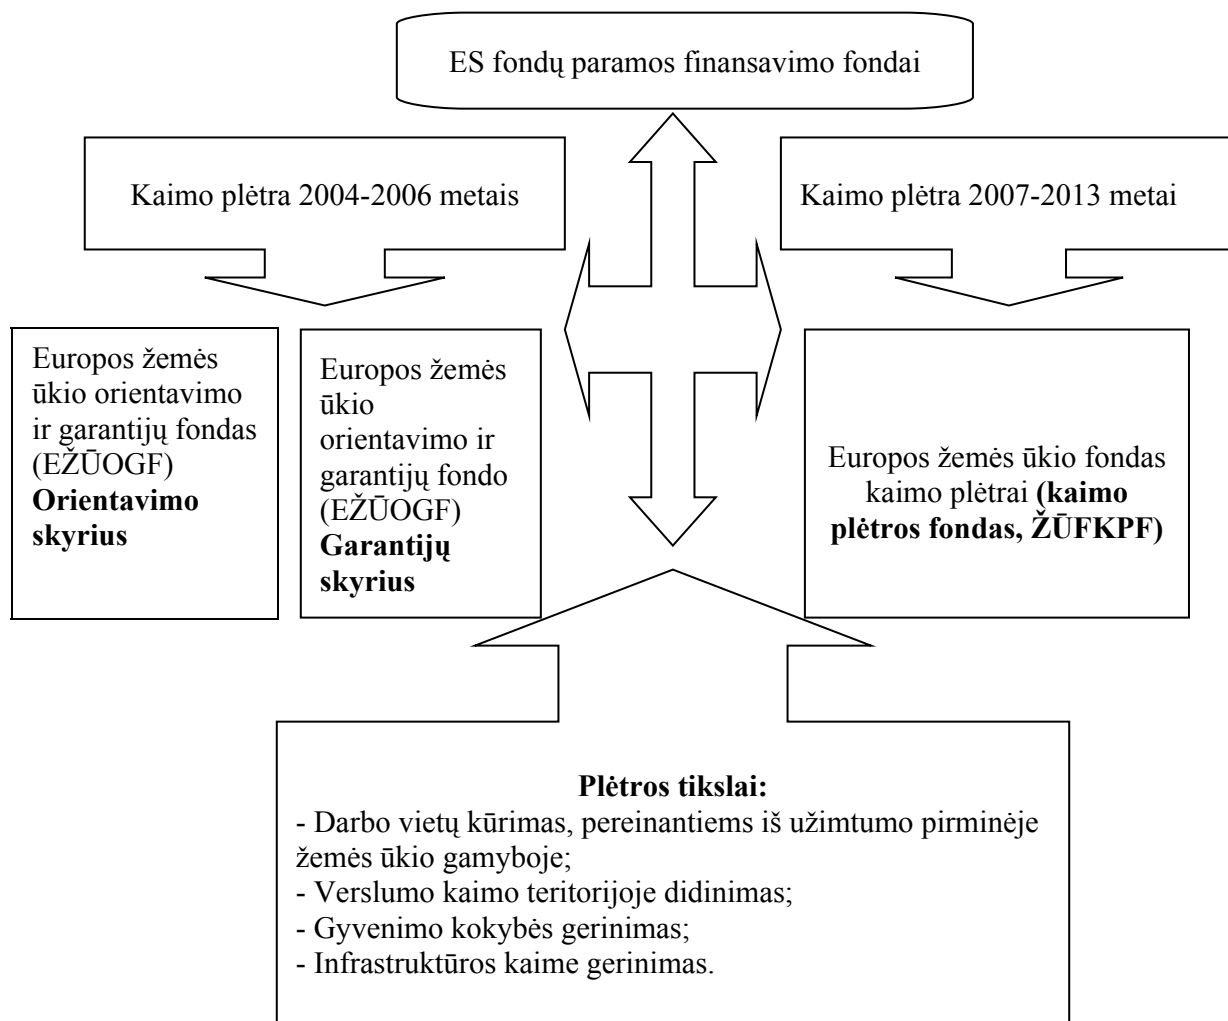 ES fondų paramos finansavimo fondai
Kaimo plėtra 2004-2006 metais
Kaimo plėtra 2007-2013 metai
Europos žemės
ūkio orientavimo
ir garantijų fondas
(EŽŪOGF)
Orientavimo
skyrius
Europos žemės
ūkio
orientavimo ir
garantijų fondo
(EŽŪOGF)
Garantijų
skyrius
Europos žemės ūkio fondas
kaimo plėtrai (kaimo
plėtros fondas, ŽŪFKPF)
Plėtros tikslai:
- Darbo vietų kūrimas, pereinantiems iš užimtumo pirminėje
žemės ūkio gamyboje;
- Verslumo kaimo teritorijoje didinimas;
- Gyvenimo kokybės gerinimas;
- Infrastruktūros kaime gerinimas.